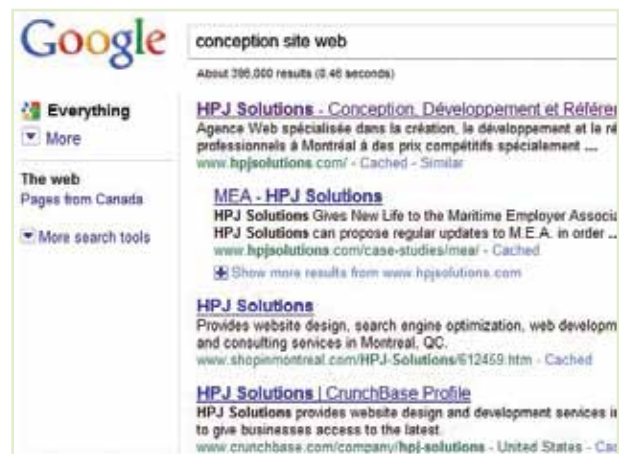 Google
conception site web
About 396,000 results (0.46 seconds)
Everything
More
The web
Pages from Canada
More search tools
HPJ Solutions - Conception, Développement et Référen
Agence Web spécialisée dans la création, le développement et le ré
professionnels à Montréal à des prix compétitifs spécialement ...
www.hpjsolutions.com/ - Cached - Similar
MEA - HPJ Solutions
HPJ Solutions Gives New Life to the Maritime Employer Associa
HPJ Solutions can propose regular updates to M.E.A. in order ...
www.hpjsolutions.com/case-studies/mea/ - Cached
Show more results from www.hpjsolutions.com
HPJ Solutions
Provides website design, search engine optimization, web developm
and consulting services in Montreal, QC.
www.shopinmontreal.com/HPJ-Solutions/612459.htm - Cached
HPJ Solutions | CrunchBase Profile
HPJ Solutions provides website design and development services i
to give businesses access to the latest.
www.crunchbase.com/company/hpj-solutions - United States - Cac